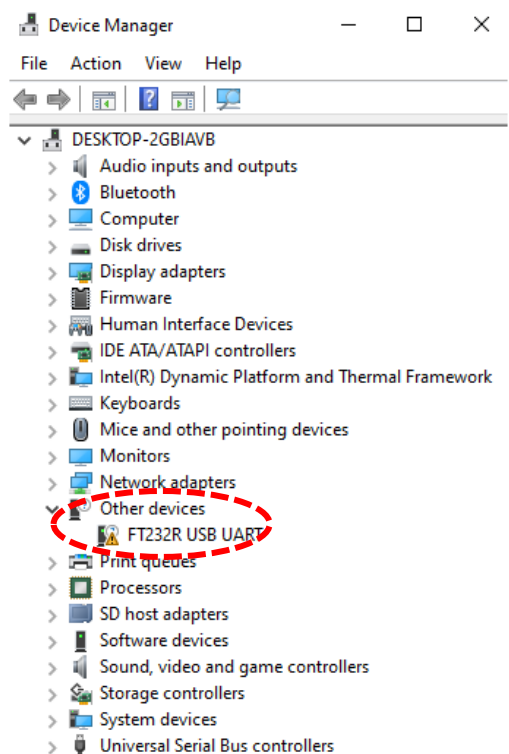 Device Manager
File Action View Help
DESKTOP-2GBIAVB
Audio inputs and outputs
Bluetooth
Computer
Disk drives
Display adapters
Firmware
Human Interface Devices
IDE ATA/ATAPI controllers
Intel(R) Dynamic Platform and Thermal Framework
Keyboards
Mice and other pointing devices
Monitors
Network adapters
Other devices
FT232R USB UART
Print queues
Processors
SD host adapters
Software devices
Sound, video and game controllers
Storage controllers
System devices
Universal Serial Bus controllers